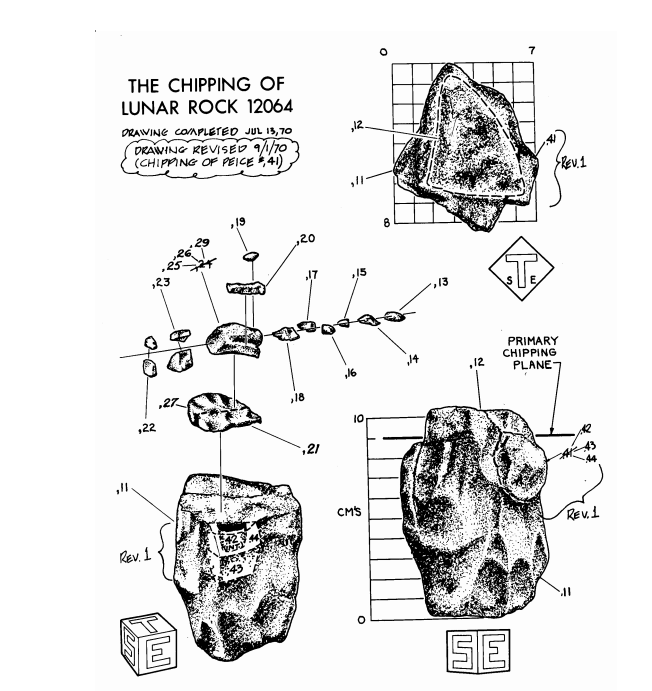 THE CHIPPING OF
LUNAR ROCK 12064
DRAWING COMPLETED JUL 13,70
DRAWING REVISED 9/1/70
(CHIPPING OF PEICE #,41)
0 7
,12
,41
REV. 1
,11
8
T
S E
,19
,29
,26
,25 ,24
,20
,23
,17
,15
,13
,14
,16
,18
,22
,27
,21
PRIMARY
CHIPPING
PLANE
,12
10
,42
,41 ,43
,44
,11
CM'S
REV. 1
REV. 1
42
44
43
,11
0
T
S E
S E